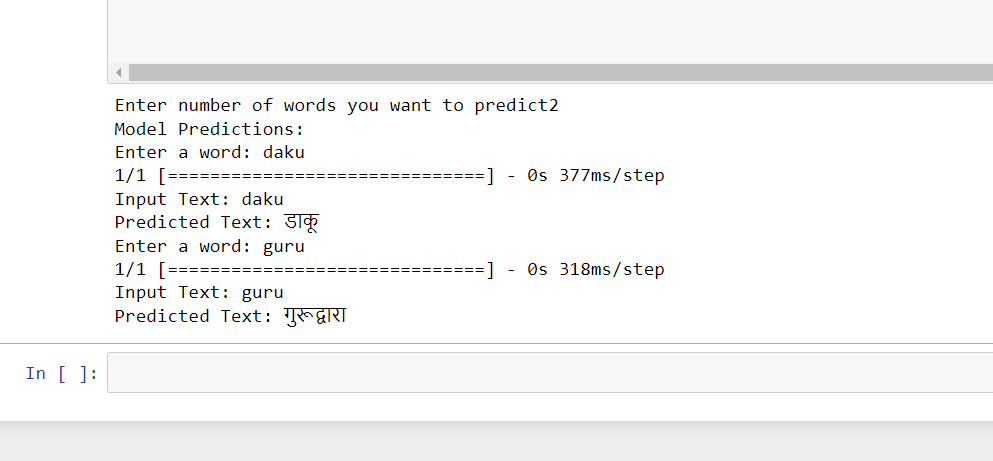 Enter number of words you want to predict2
Model Predictions:
Enter a word: daku
1/1 [==============================] - 0s 377ms/step
Input Text: daku
Predicted Text: डाकू
Enter a word: guru
1/1 [==============================] - 0s 318ms/step
Input Text: guru
Predicted Text: गुरूद्वारा
In [ ]: